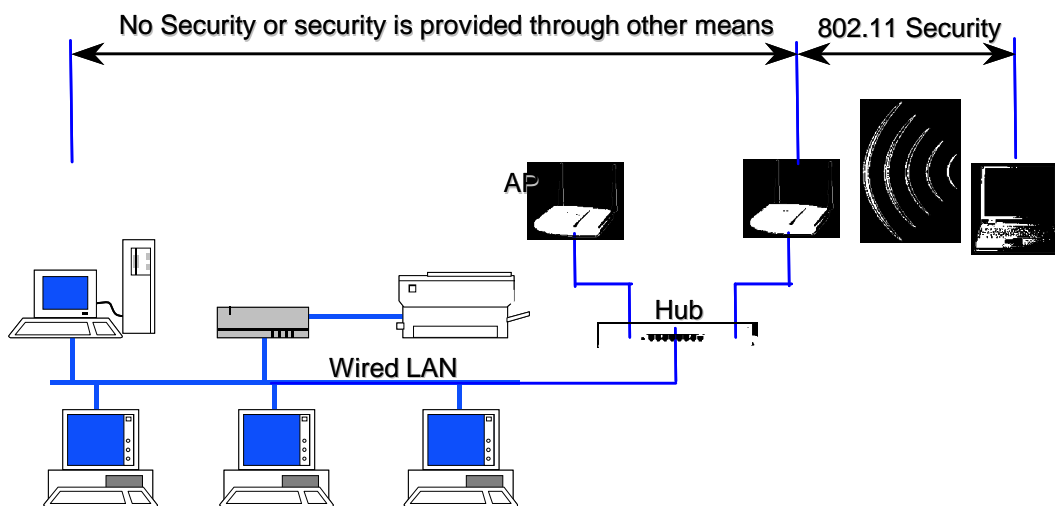 No Security or security is provided through other means
802.11 Security
AP
Hub
Wired LAN